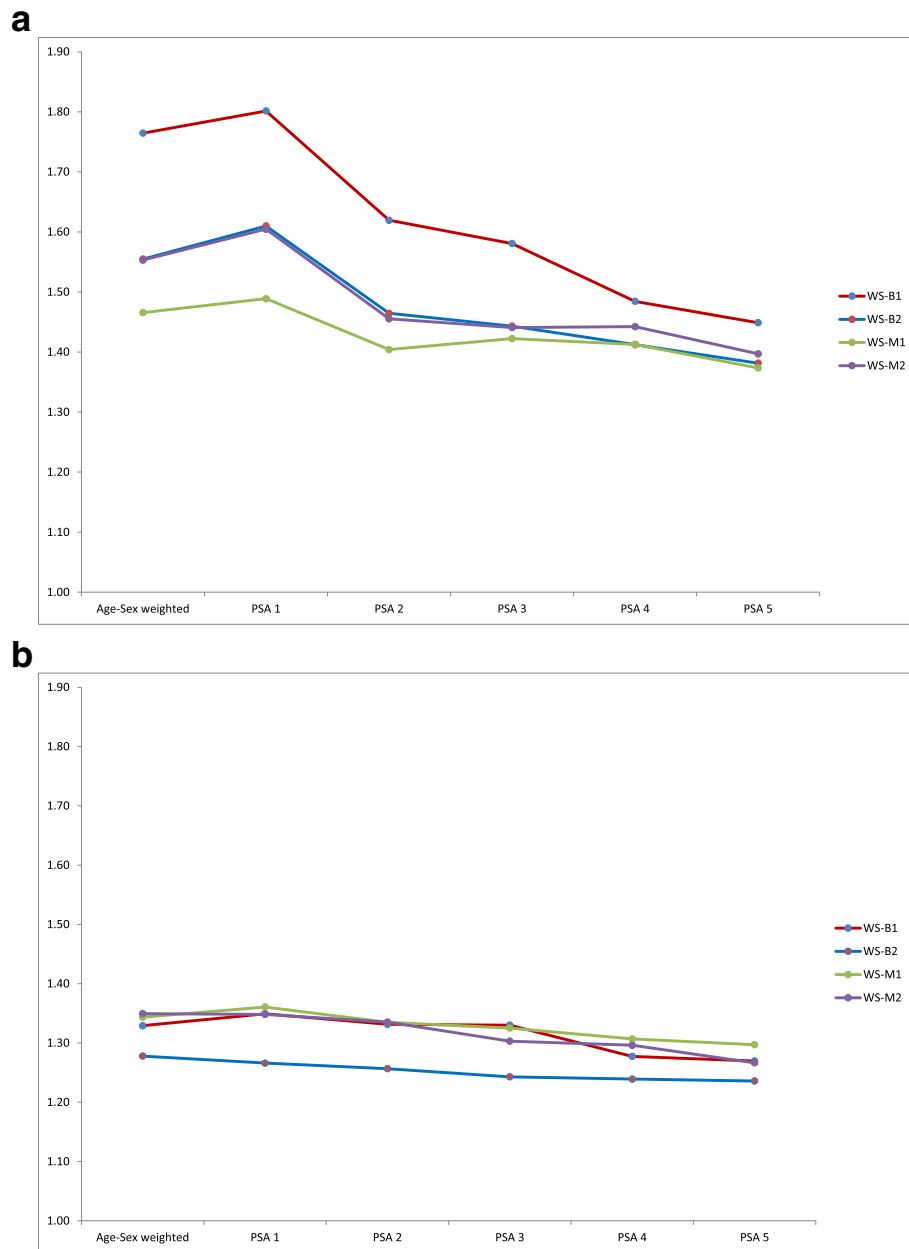 a
1.90
1.80
1.70
1.60
1.50
1.40
1.30
1.20
1.10
1.00
Age-Sex weighted PSA 1 PSA 2 PSA 3 PSA 4 PSA 5
WS-B1
WS-B2
WS-M1
WS-M2
b
1.90
1.80
1.70
1.60
1.50
1.40
1.30
1.20
1.10
1.00
Age-Sex weighted PSA 1 PSA 2 PSA 3 PSA 4 PSA 5
WS-B1
WS-B2
WS-M1
WS-M2